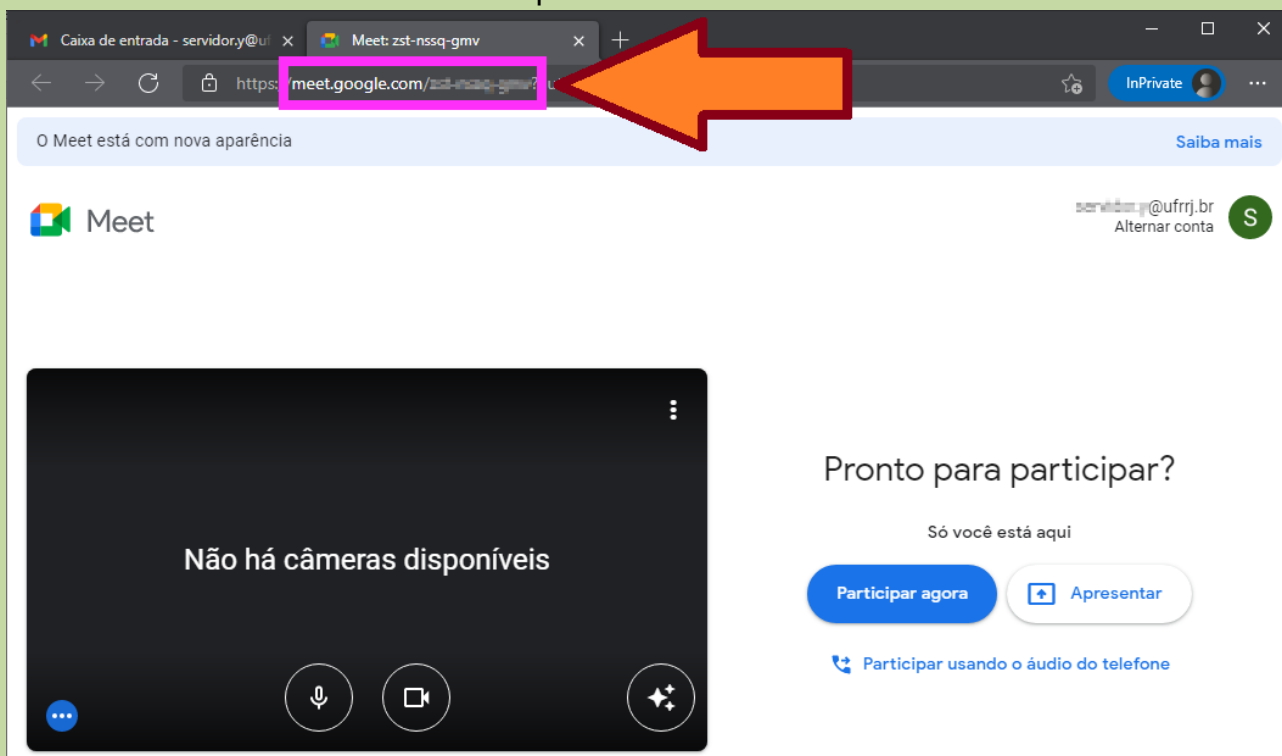 Caixa de entrada - servidor.y@uf
Meet: zst-nssq-gmv
https:/meet.google.com/
InPrivate
O Meet está com nova aparência
Saiba mais
Meet
@ufrrj.br
Alternar conta
S
Não há câmeras disponíveis
Pronto para participar?
Só você está aqui
Participar agora
Apresentar
Participar usando o áudio do telefone